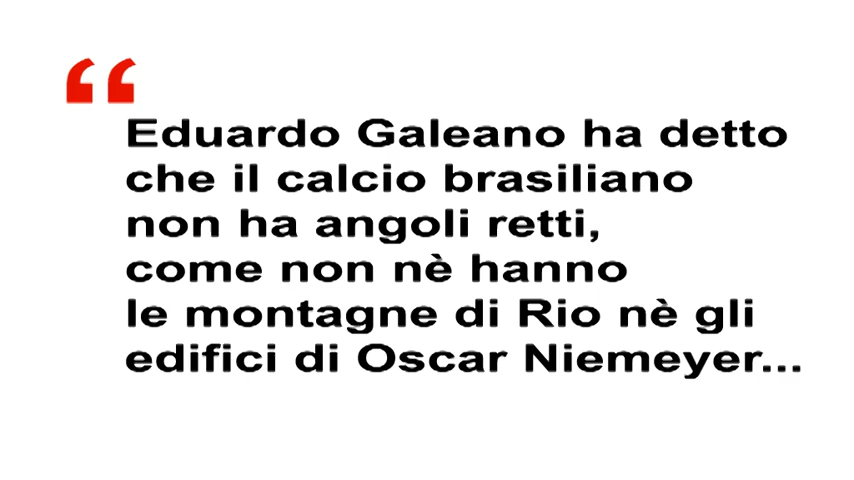 “
Eduardo Galeano ha detto
che il calcio brasiliano
non ha angoli retti,
come non nè hanno
le montagne di Rio nè gli
edifici di Oscar Niemeyer...